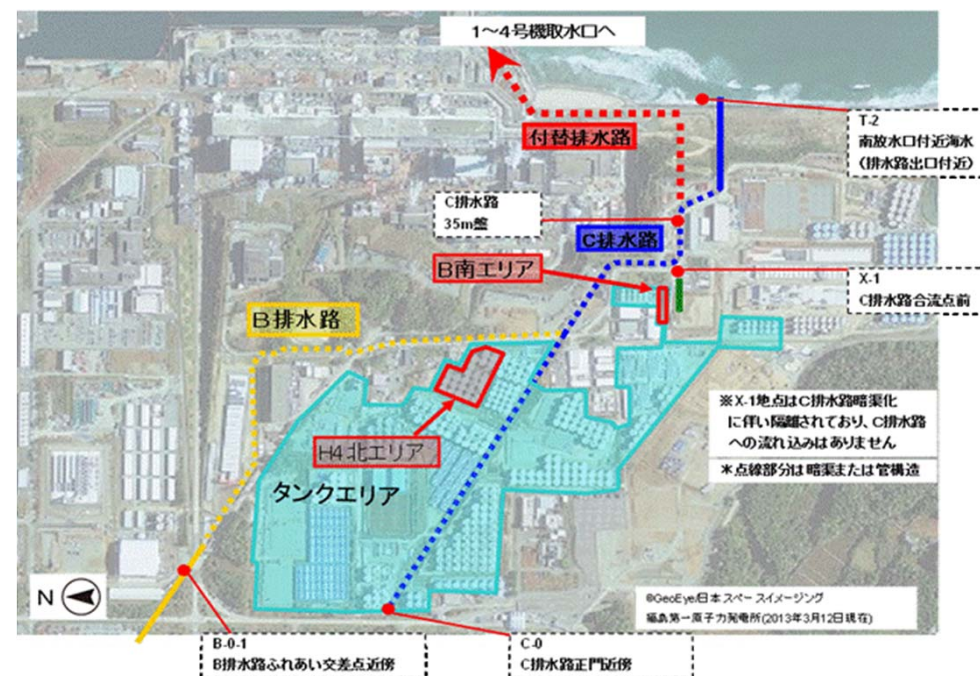 1～4号機取水口へ
付替排水路
T-2
南放水口付近海水
(排水路出口付近)
C排水路
35m盤
C排水路
B南エリア
X-1
C排水路合流点前
B排水路
※X-1地点はC排水路暗渠化
に伴い隔離されており、C排水路
への流れ込みはありません
＊点線部分は暗渠または管構造
H4北エリア
タンクエリア
N
©GeoEye/日本スペースイメージング
福島第一原子力発電所(2013年3月12日現在)
B-0-1
B排水路ふれあい交差点近傍
C-0
C排水路正門近傍